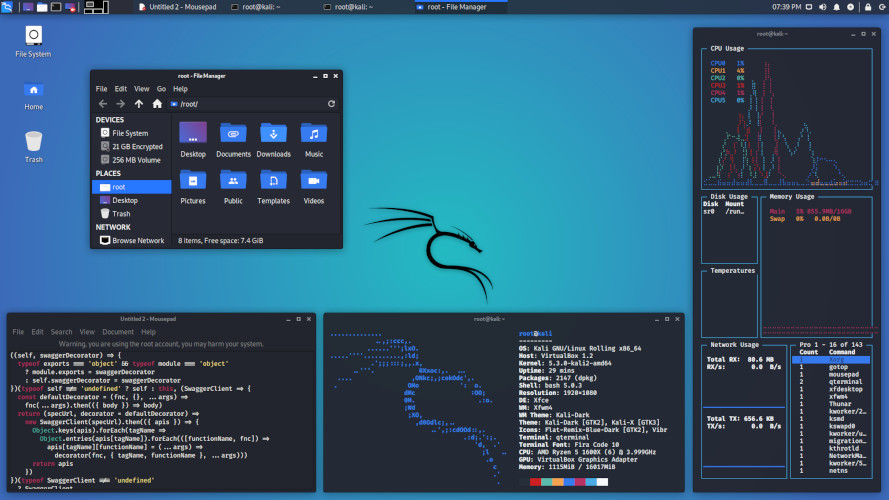 Untitled 2 - Mousepad
root@kali: ~
root@kali: ~
root - File Manager
07:39 PM
File System
Home
Trash
root - File Manager
File Edit View Go Help
/root/
DEVICES
File System
21 GB Encrypted
256 MB Volume
PLACES
root
Desktop
Trash
NETWORK
Browse Network
Desktop Documents Downloads Music
Pictures Public Templates Videos
8 items, Free space: 7.4 GiB
root@kali:~
CPU Usage
CPU0 1%
CPU1 4%
CPU2 0%
CPU3 1%
CPU4 1%
CPU5 0%
Disk Usage
Disk Mount
sr0 /run…
Memory Usage
Main 5% 855.9MB/16GB
Swap 0% 0.0B/0B
Temperatures
Network Usage
Total RX: 80.6 MB
RX/s: 0.0 B/s
Total TX: 656.6 KB
TX/s: 0.0 B/s
Pro 1 - 16 of 143
Count Command
1 Xorg
1 gotop
1 mousepad
2 qterminal
1 xfdesktop
1 xfwm4
1 Thunar
1 kworker/2
1 ksmd
1 kswapd0
1 kworker/u
1 migration…
1 kthrotld
1 NetworkMa
1 kworker/5
1 netns
Untitled 2 - Mousepad
File Edit Search View Document Help
Warning, you are using the root account, you may harm your system.
((self, swaggerDecorator) => {
typeof exports === 'object' && typeof module === 'object'
? module.exports = swaggerDecorator
: self.swaggerDecorator = swaggerDecorator
})(typeof self !== 'undefined' ? self : this, (SwaggerClient => {
const defaultDecorator = (fnc, {}, ...args) =>
fnc(...args).then(({ body }) => body)
return (specUrl, decorator = defaultDecorator) =>
new SwaggerClient(specUrl).then(({ apis }) => {
Object.keys(apis).forEach(tagName =>
Object.entries(apis[tagName]).forEach(([functionName, fnc]) =>
apis[tagName][functionName] = (...args) =>
decorator(fnc, { tagName, functionName }, ...args)))
return apis
})
})(typeof SwaggerClient !== 'undefined'
? SwaggerClient
root@kali:~
root@kali
---------
OS: Kali GNU/Linux Rolling x86_64
Host: VirtualBox 1.2
Kernel: 5.3.0-kali2-amd64
Uptime: 29 mins
Packages: 2147 (dpkg)
Shell: bash 5.0.3
Resolution: 1920×1080
DE: Xfce
WM: Xfwm4
WM Theme: Kali-Dark
Theme: Kali-Dark [GTK2], Kali-X [GTK3]
Icons: Flat-Remix-Blue-Dark [GTK2], Vibr
Terminal: qterminal
Terminal Font: Fira Code 10
CPU: AMD Ryzen 5 1600X (6) @ 3.999GHz
GPU: VirtualBox Graphics Adapter
Memory: 1115MiB / 16017MiB